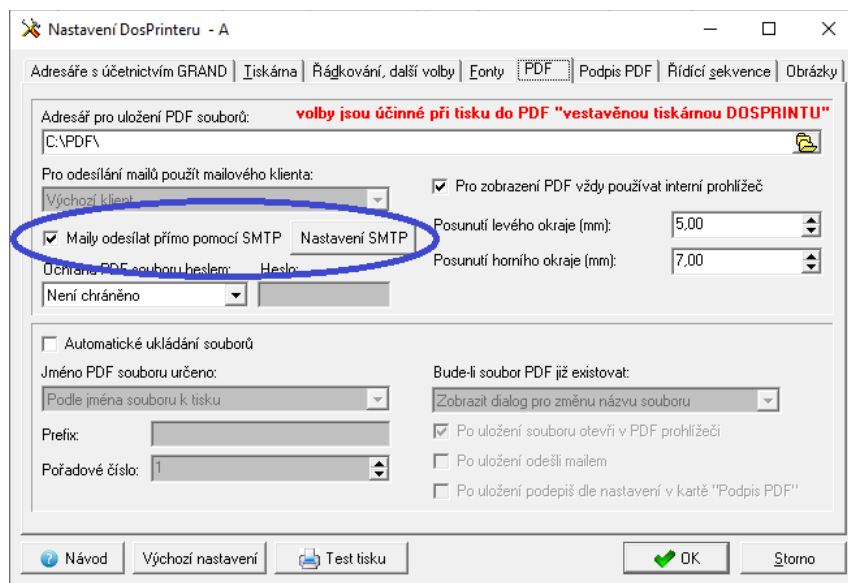 Nastavení DosPrinteru - A
Adresáře s účetnictvím GRAND Tiskárna Řádkování, další volby Fonty PDF Podpis PDF Řídící sekvence Obrázky
Adresář pro uložení PDF souborů: volby jsou účinné při tisku do PDF "vestavěnou tiskárnou DOSPRINTU"
C:\PDF\
Pro odesílání mailů použít mailového klienta:
Výchozí klient
Pro zobrazení PDF vždy používat interní prohlížeč
Maily odesílat přímo pomocí SMTP Nastavení SMTP
Posunutí levého okraje (mm): 5,00
Posunutí horního okraje (mm): 7,00
Ochrana PDF souboru heslem: Heslo:
Není chráněno
Automatické ukládání souborů
Jméno PDF souboru určeno: Bude-li soubor PDF již existovat:
Podle jména souboru k tisku Zobrazit dialog pro změnu názvu souboru
Prefix: Po uložení souboru otevři v PDF prohlížeči
Pořadové číslo: 1 Po uložení odešli mailem
Po uložení podepiš dle nastavení v kartě "Podpis PDF"
Návod Výchozí nastavení Test tisku OK Storno